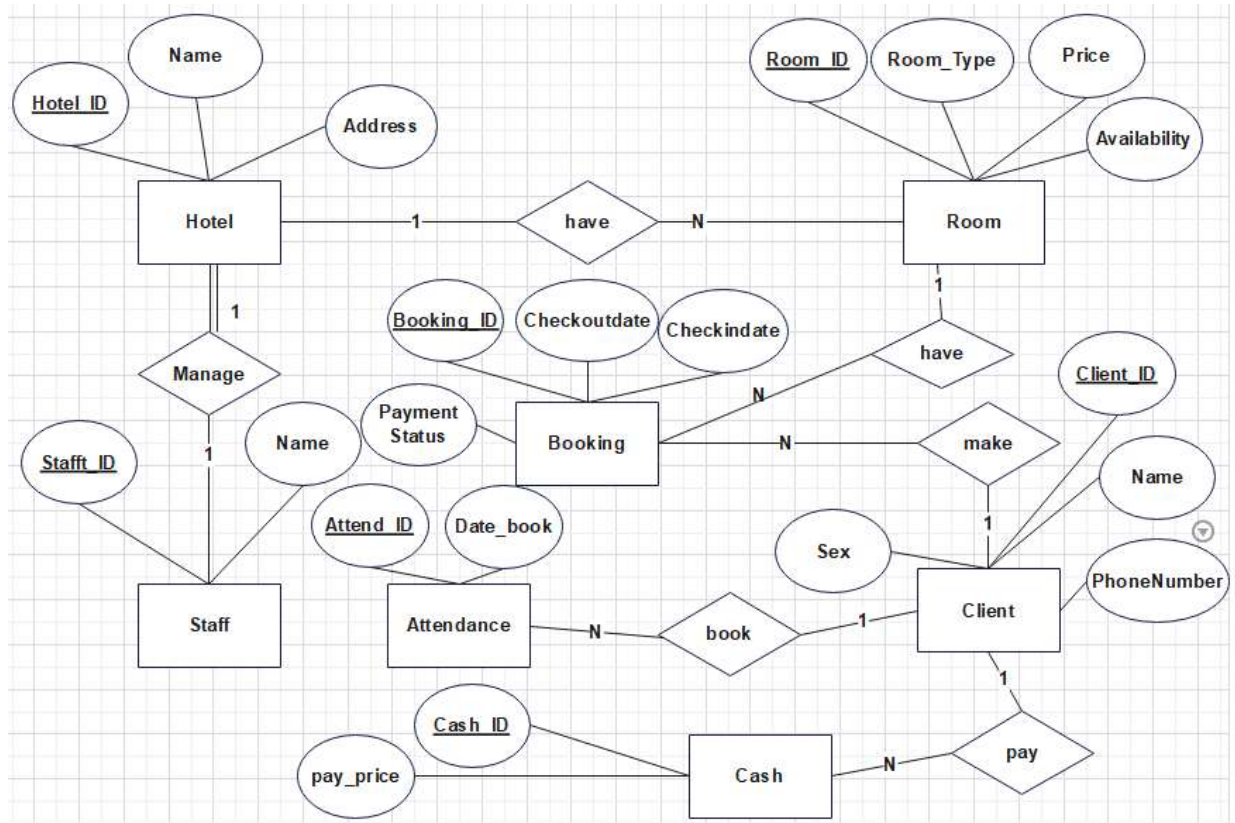 Name
Hotel_ID
Address
Room_ID
Room_Type
Price
Availability
Hotel
1
have
N
Room
1
Manage
1
Booking_ID
Checkoutdate
Checkindate
1
have
N
Client_ID
Payment
Status
Booking
N
make
1
Name
Stafft_ID
Name
1
Attend_ID
Date_book
Sex
PhoneNumber
Staff
Attendance
N
book
1
Client
1
Cash_ID
pay_price
Cash
N
pay